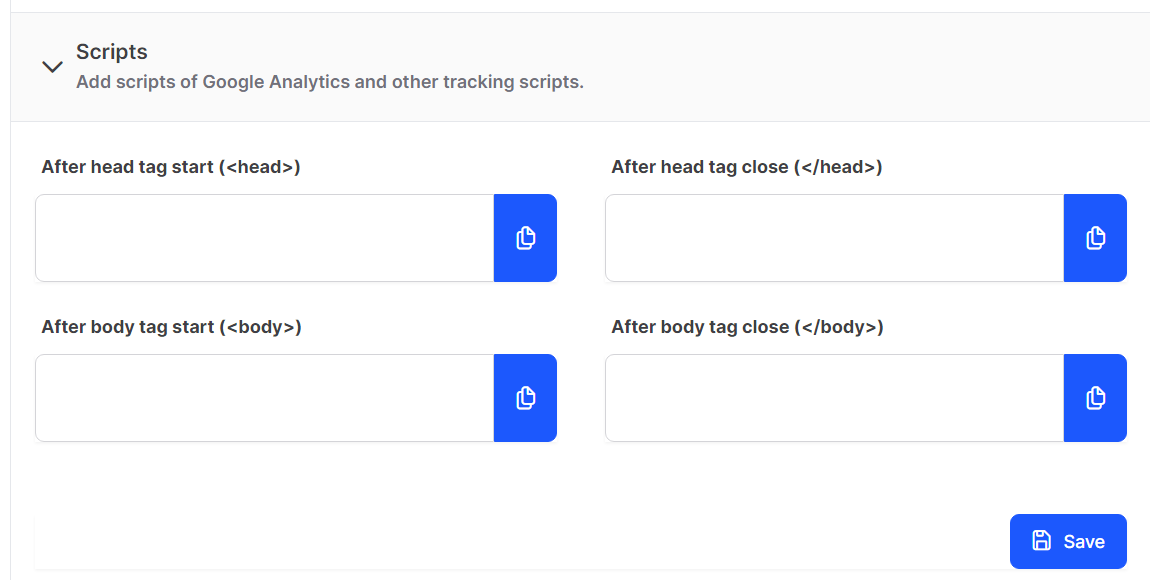 Scripts
Add scripts of Google Analytics and other tracking scripts.
After head tag start (<head>)
After head tag close (</head>)
After body tag start (<body>)
After body tag close (</body>)
Save